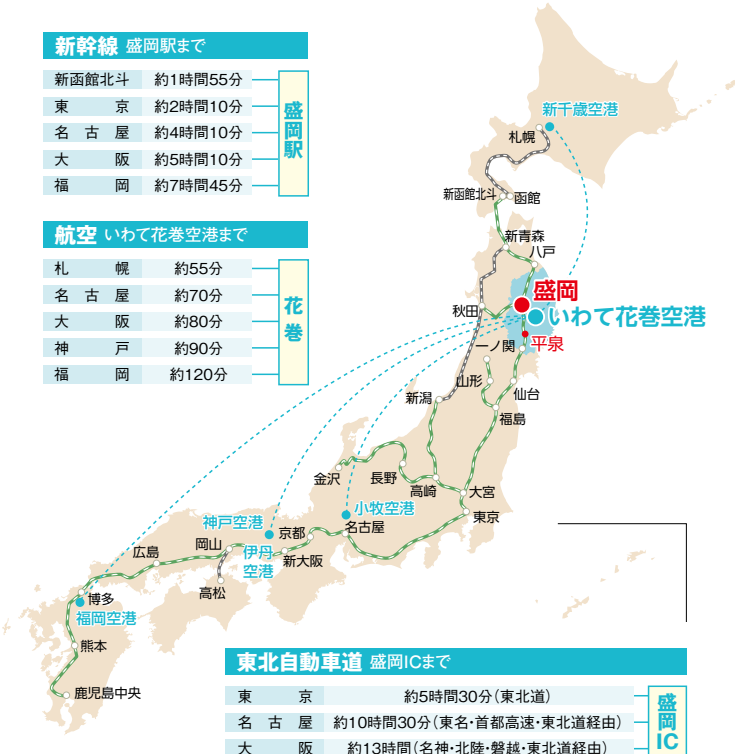 新幹線 盛岡駅まで
新函館北斗 約1時間55分
東京 約2時間10分
名古屋 約4時間10分
大阪 約5時間10分
福岡 約7時間45分
盛岡駅
航空 いわて花巻空港まで
札幌 約55分
名古屋 約70分
大阪 約80分
神戸 約90分
福岡 約120分
花巻
新千歳空港
札幌
新函館北斗
函館
新青森
八戸
盛岡
秋田
いわて花巻空港
一ノ関
平泉
山形
仙台
新潟
福島
金沢
長野
高崎
大宮
小牧空港
東京
神戸空港
京都
名古屋
広島
岡山
伊丹空港
新大阪
高松
博多
福岡空港
熊本
鹿児島中央
東北自動車道 盛岡ICまで
東京 約5時間30分(東北道)
名古屋 約10時間30分(東名・首都高速・東北道経由)
大阪 約13時間(名神・北陸・磐越・東北道経由)
盛岡IC